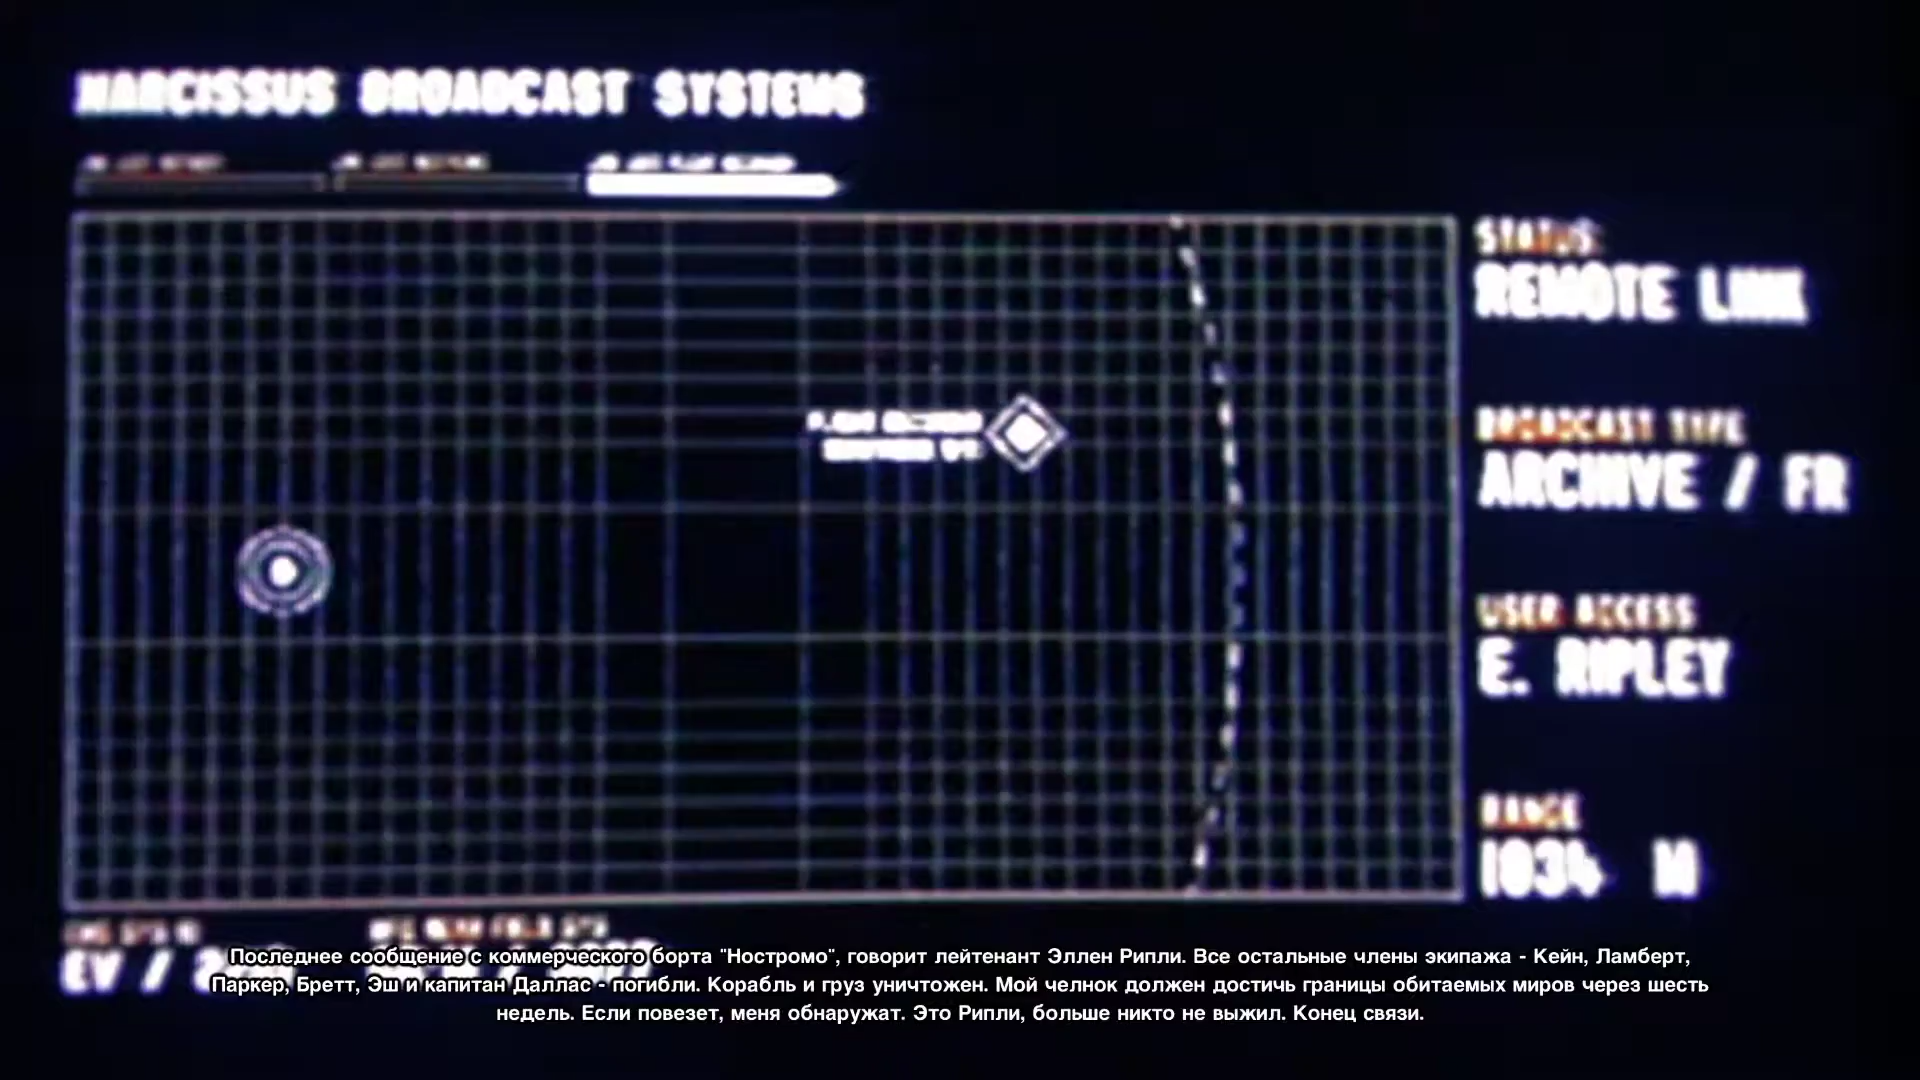 NARCISSUS BROADCAST SYSTEMS
STATUS:
REMOTE LINK
BROADCAST TYPE
ARCHIVE / FR
USER ACCESS
E. RIPLEY
RANGE
1034 M
EV /
Последнее сообщение с коммерческого борта "Ностромо", говорит лейтенант Эллен Рипли. Все остальные члены экипажа - Кейн, Ламберт,
Паркер, Бретт, Эш и капитан Даллас - погибли. Корабль и груз уничтожен. Мой челнок должен достичь границы обитаемых миров через шесть
недель. Если повезет, меня обнаружат. Это Рипли, больше никто не выжил. Конец связи.